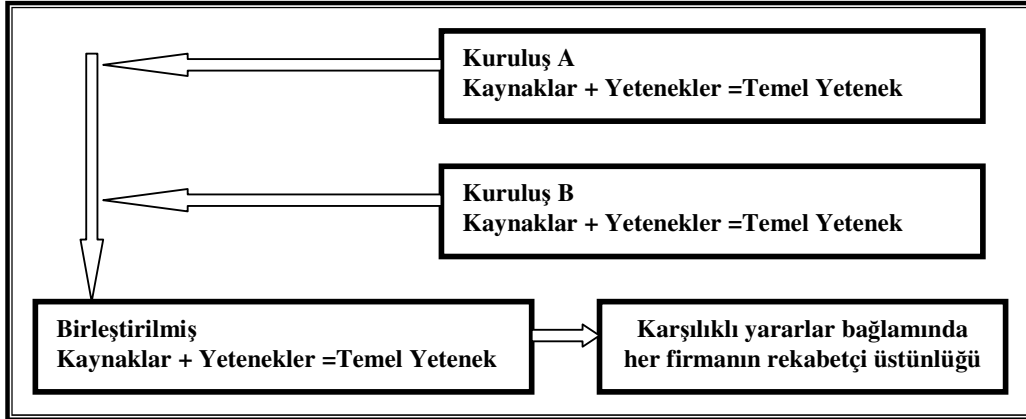 Kuruluş A
Kaynaklar + Yetenekler =Temel Yetenek
Kuruluş B
Kaynaklar + Yetenekler =Temel Yetenek
Birleştirilmiş
Kaynaklar + Yetenekler =Temel Yetenek
Karşılıklı yararlar bağlamında
her firmanın rekabetçi üstünlüğü